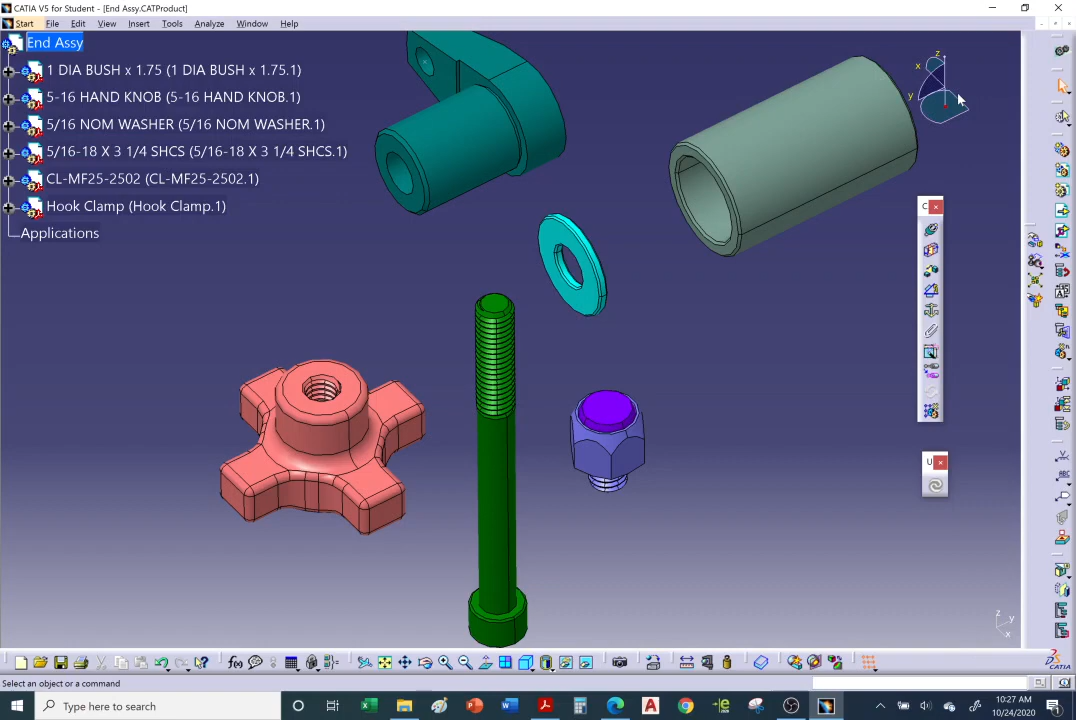 CATIA V5 for Student - [End Assy.CATProduct]
Start File Edit View Insert Tools Analyze Window Help
End Assy
1 DIA BUSH x 1.75 (1 DIA BUSH x 1.75.1)
5-16 HAND KNOB (5-16 HAND KNOB.1)
5/16 NOM WASHER (5/16 NOM WASHER.1)
5/16-18 X 3 1/4 SHCS (5/16-18 X 3 1/4 SHCS.1)
CL-MF25-2502 (CL-MF25-2502.1)
Hook Clamp (Hook Clamp.1)
Applications
z
x
y
C
U
z
y
x
f(x)
CATIA
Select an object or a command
Type here to search
10:27 AM
10/24/2020